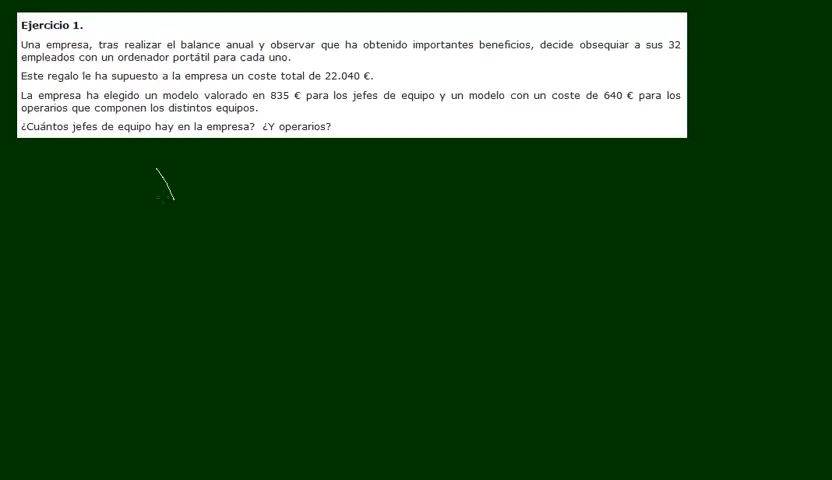 Ejercicio 1.
Una empresa, tras realizar el balance anual y observar que ha obtenido importantes beneficios, decide obsequiar a sus 32
empleados con un ordenador portátil para cada uno.
Este regalo le ha supuesto a la empresa un coste total de 22.040 €.
La empresa ha elegido un modelo valorado en 835 € para los jefes de equipo y un modelo con un coste de 640 € para los
operarios que componen los distintos equipos.
¿Cuántos jefes de equipo hay en la empresa? ¿Y operarios?